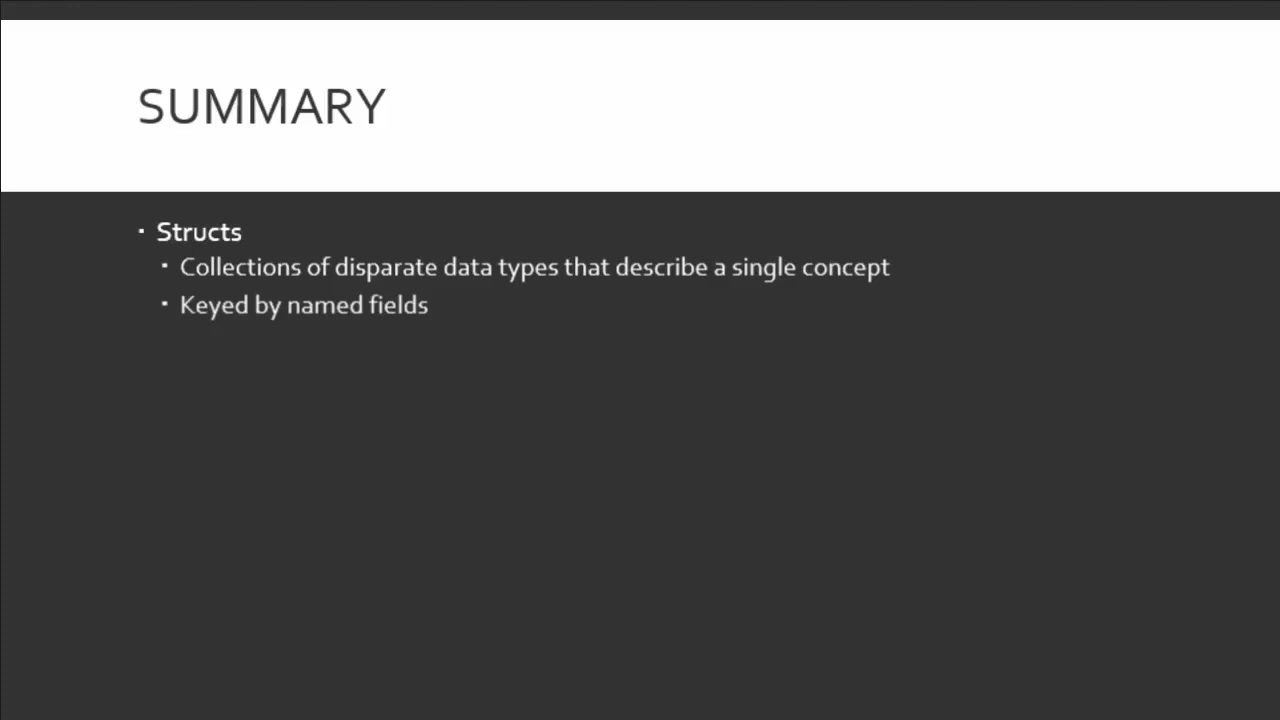 SUMMARY
Structs
Collections of disparate data types that describe a single concept
Keyed by named fields